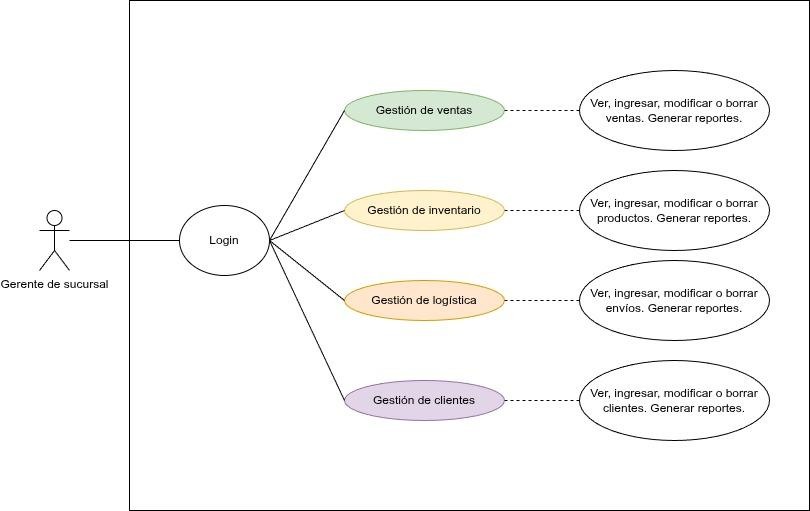 Gerente de sucursal
Login
Gestión de ventas
Ver, ingresar, modificar o borrar
ventas. Generar reportes.
Gestión de inventario
Ver, ingresar, modificar o borrar
productos. Generar reportes.
Gestión de logística
Ver, ingresar, modificar o borrar
envíos. Generar reportes.
Gestión de clientes
Ver, ingresar, modificar o borrar
clientes. Generar reportes.